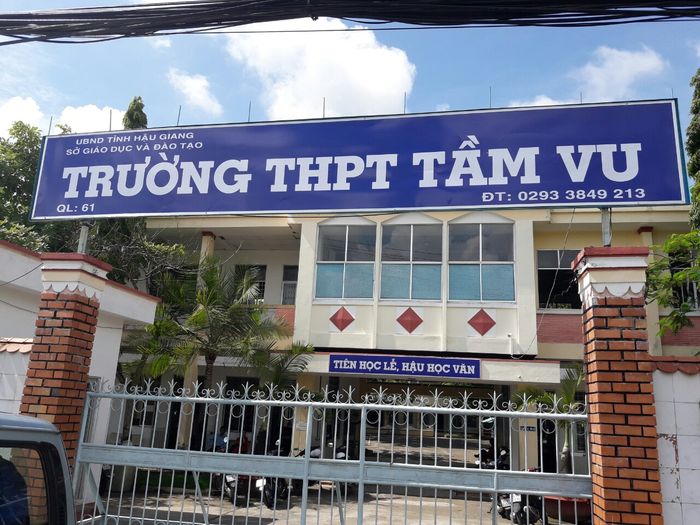 UBND TỈNH HẬU GIANG
SỞ GIÁO DỤC VÀ ĐÀO TẠO
TRƯỜNG THPT TẦM VU
QL: 61
ĐT: 0293 3849 213
TIÊN HỌC LỄ, HẬU HỌC VĂN